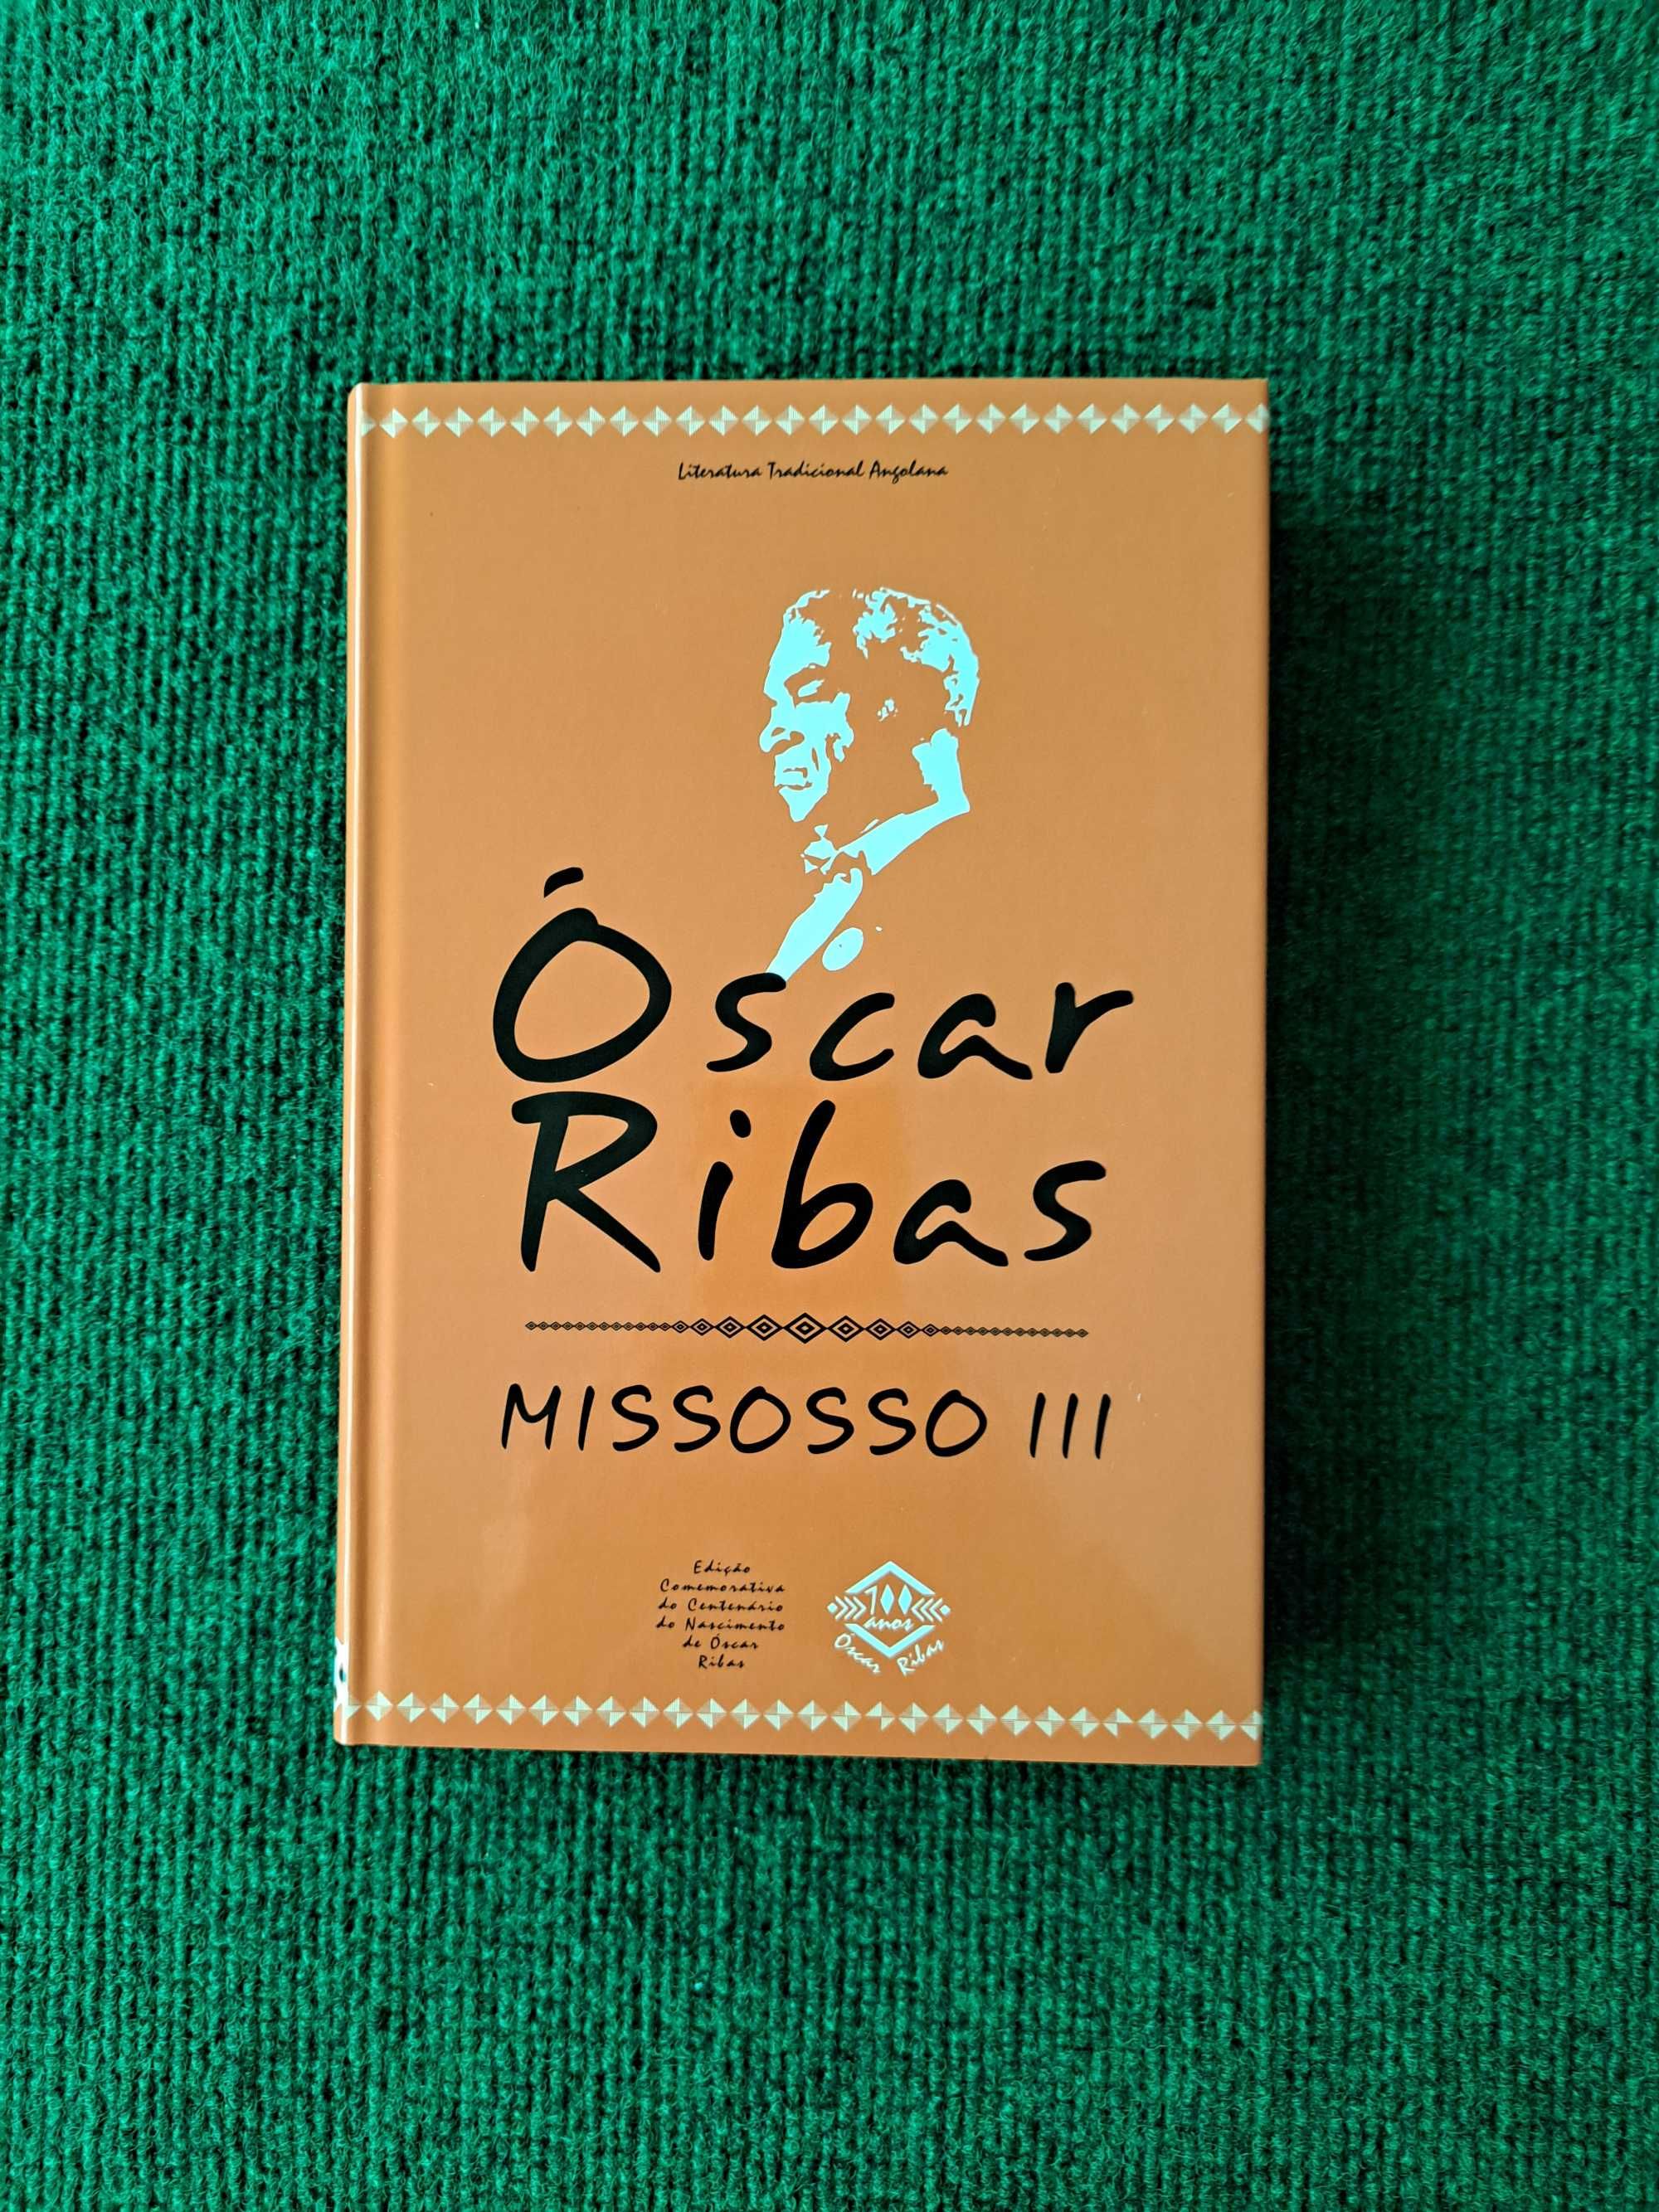 Literatura Tradicional Angolana
Óscar
Ribas
MISSOSSO III
Edição
Comemorativa
do Centenário
do Nascimento
de Óscar
Ribas
100
anos
Óscar Ribas